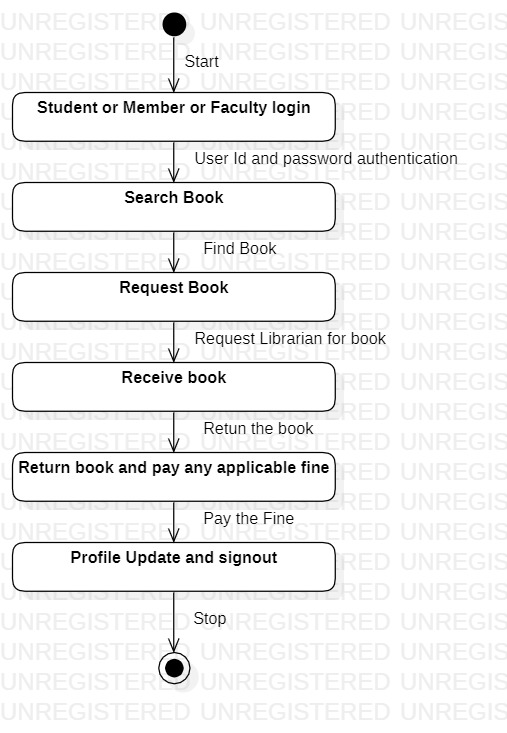 Start
Student or Member or Faculty login
User Id and password authentication
Search Book
Find Book
Request Book
Request Librarian for book
Receive book
Retun the book
Return book and pay any applicable fine
Pay the Fine
Profile Update and signout
Stop